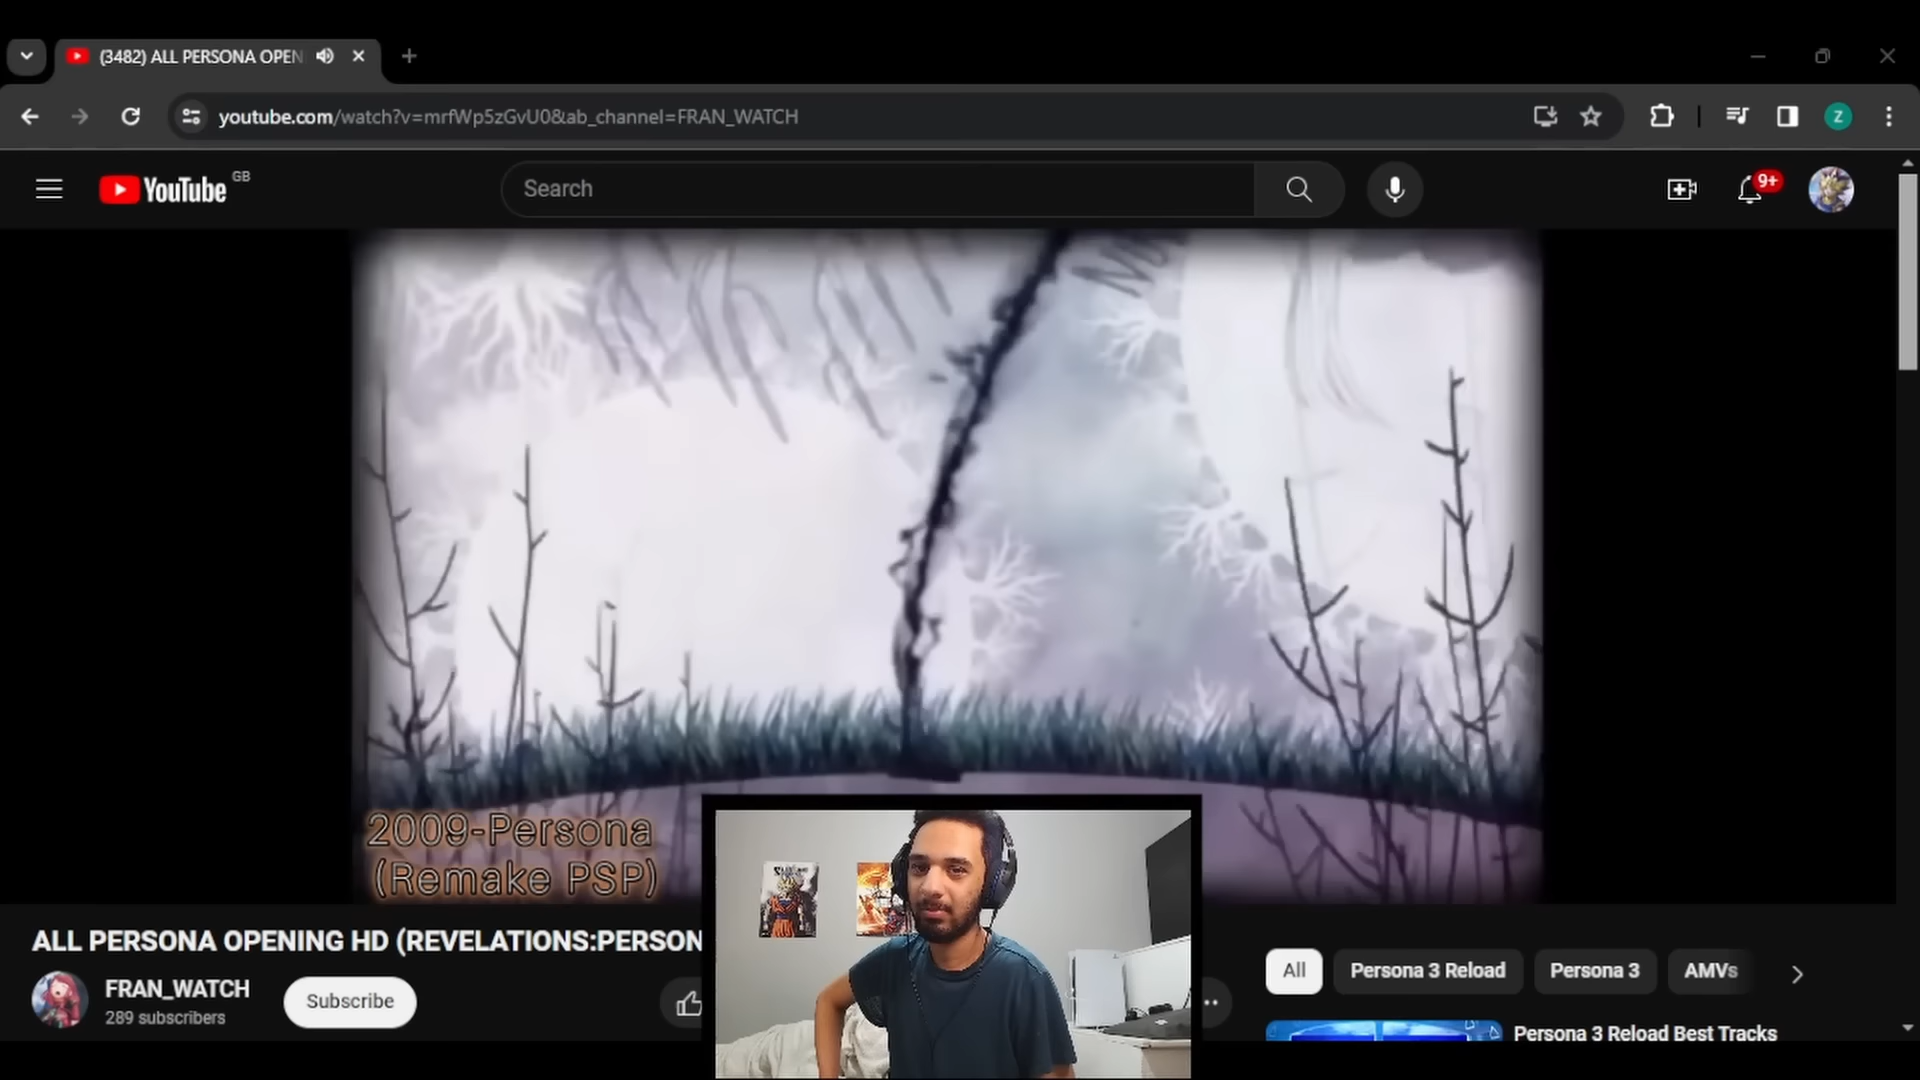 (3482) ALL PERSONA OPEN
youtube.com/watch?v=mrfWp5zGvU0&ab_channel=FRAN_WATCH
Z
YouTube GB
Search
9+
2009-Persona
(Remake PSP)
ALL PERSONA OPENING HD (REVELATIONS:PERSON
FRAN_WATCH
289 subscribers
Subscribe
All
Persona 3 Reload
Persona 3
AMVs
Persona 3 Reload Best Tracks